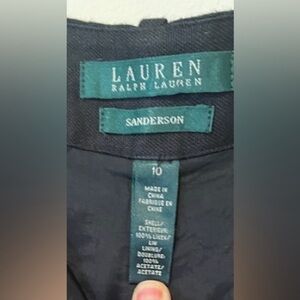 LAUREN
RALPH LAUREN
SANDERSON
10
MADE IN
CHINA
FABRIQUE EN
CHINE
SHELL/
EXTERIEUR:
100% LINEN/
LIN
LINING/
DOUBLURE:
100%
ACETATE/
ACETATE